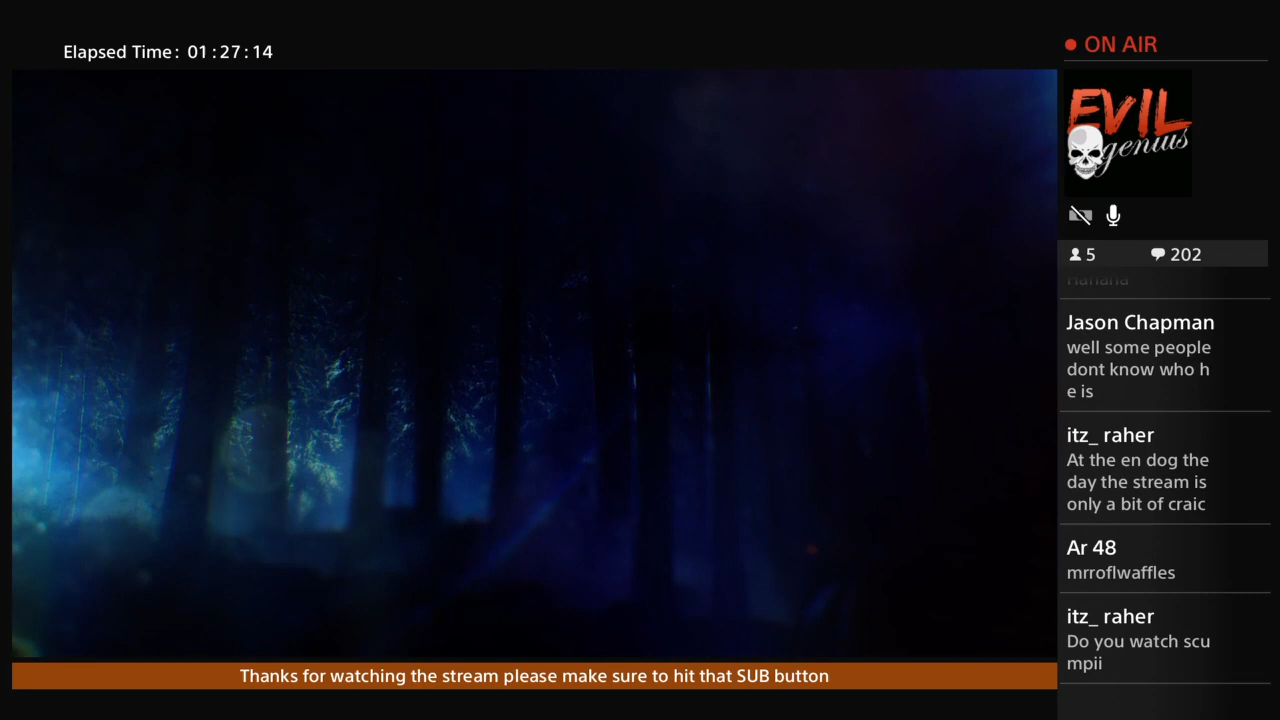 Elapsed Time: 01:27:14
ON AIR
EVIL
genius
5
202
Hahaha
Jason Chapman
well some people
dont know who h
e is
itz_ raher
At the en dog the
day the stream is
only a bit of craic
Ar 48
mrroflwaffles
itz_ raher
Do you watch scu
mpii
Thanks for watching the stream please make sure to hit that SUB button